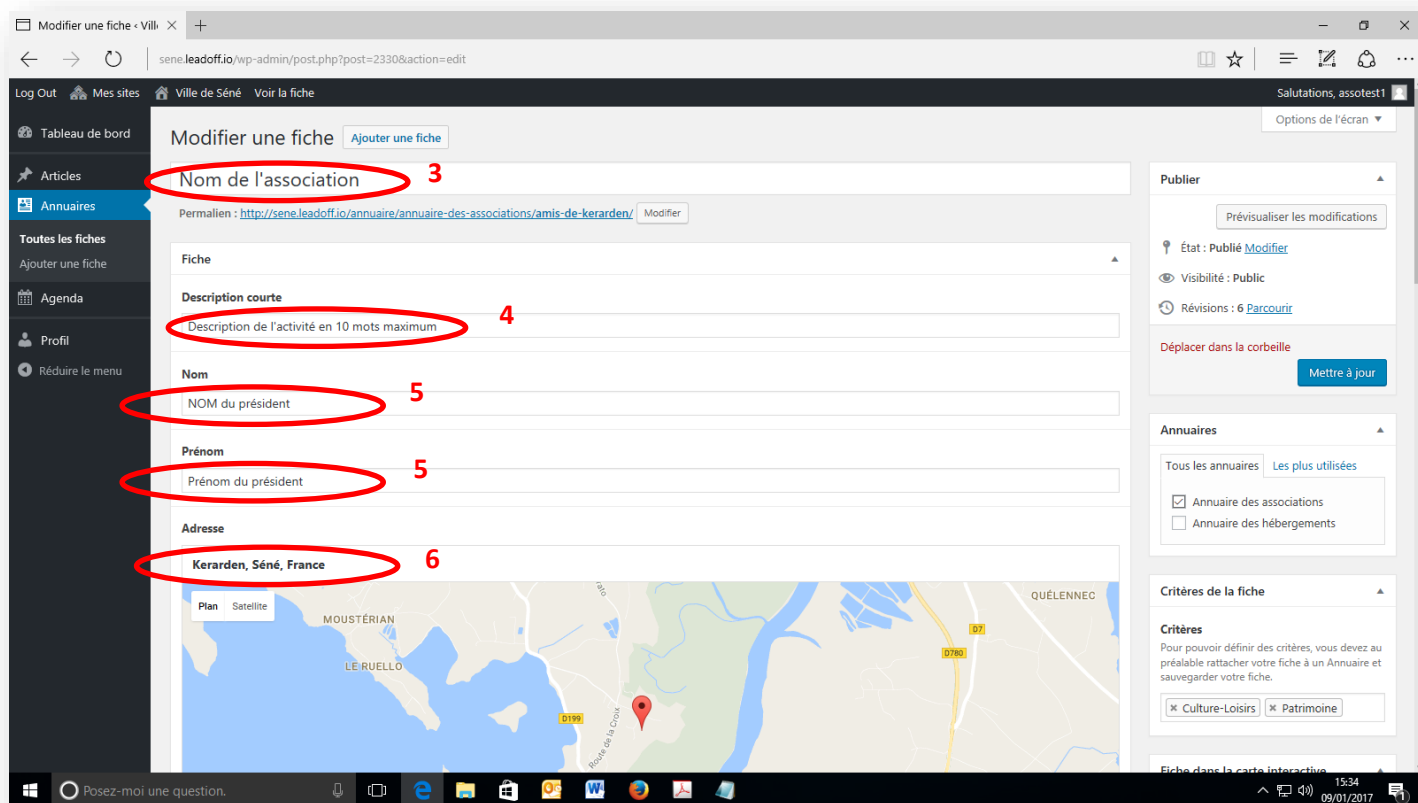 Modifier une fiche ‹ Vill
sene.leadoff.io/wp-admin/post.php?post=2330&action=edit
Log Out Mes sites Ville de Séné Voir la fiche Salutations, assotest1
Options de l'écran
Tableau de bord
Articles
Annuaires
Toutes les fiches
Ajouter une fiche
Agenda
Profil
Réduire le menu
Modifier une fiche Ajouter une fiche
Nom de l'association 3
Permalien : http://sene.leadoff.io/annuaire/annuaire-des-associations/amis-de-kerarden/ Modifier
Fiche
Description courte
Description de l'activité en 10 mots maximum 4
Nom
NOM du président 5
Prénom
Prénom du président 5
Adresse
Kerarden, Séné, France 6
Plan Satellite
MOUSTÉRIAN
LE RUELLO
QUÉLENNEC
D7
D780
D199
Route de la Croix
Publier
Prévisualiser les modifications
État : Publié Modifier
Visibilité : Public
Révisions : 6 Parcourir
Déplacer dans la corbeille
Mettre à jour
Annuaires
Tous les annuaires Les plus utilisées
Annuaire des associations
Annuaire des hébergements
Critères de la fiche
Critères
Pour pouvoir définir des critères, vous devez au
préalable rattacher votre fiche à un Annuaire et
sauvegarder votre fiche.
× Culture-Loisirs × Patrimoine
Fiche dans la carte interactive
Posez-moi une question.
15:34
09/01/2017